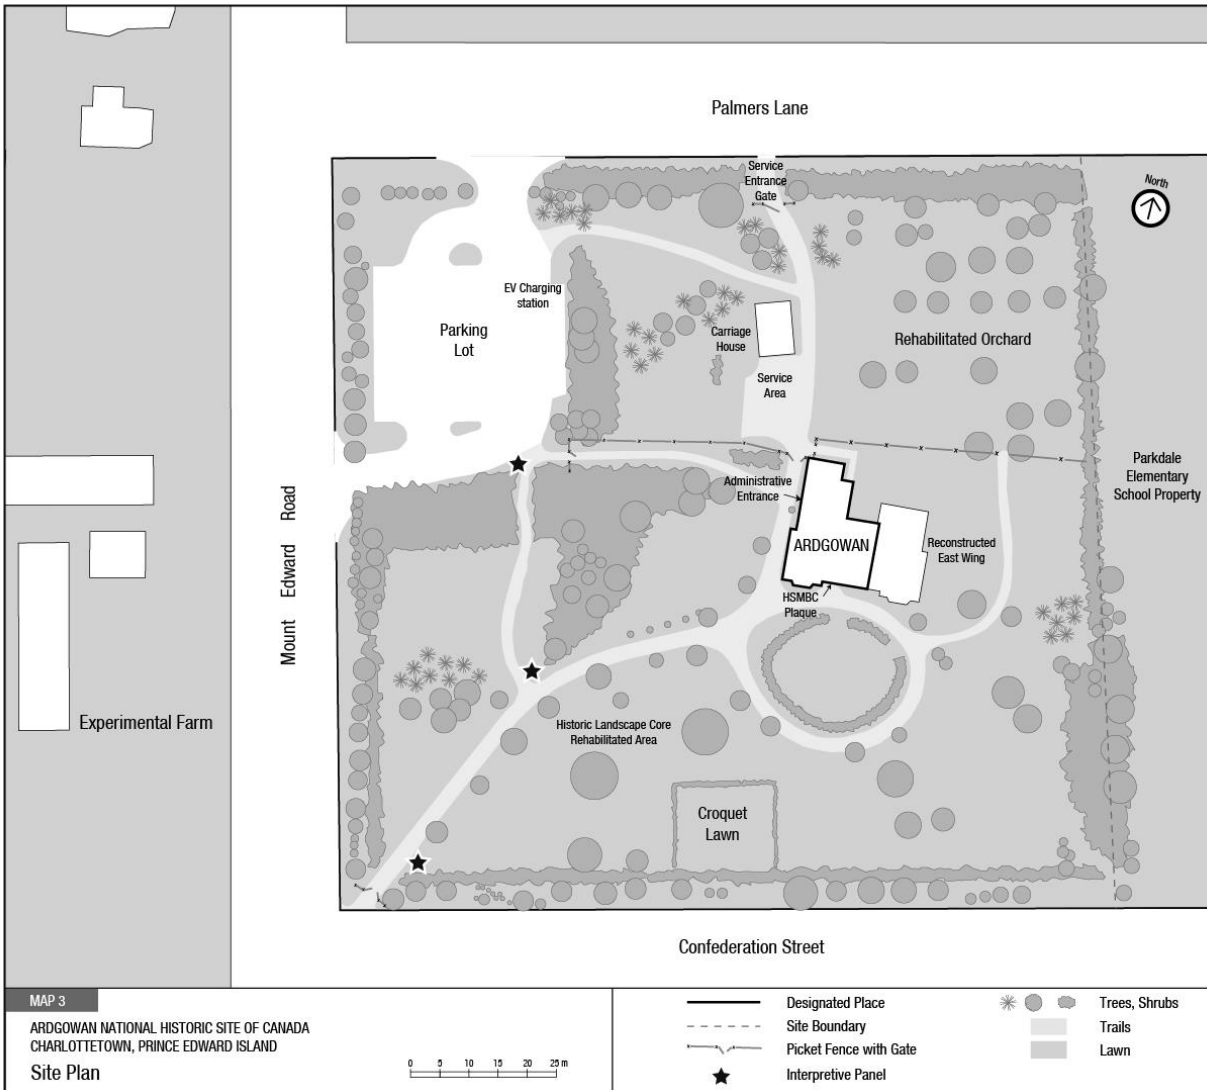 Palmers Lane
Service
Entrance
Gate
North
EV Charging
station
Parking
Lot
Carriage
House
Rehabilitated Orchard
Service
Area
Parkdale
Elementary
School Property
Administrative
Entrance
ARDGOWAN
Reconstructed
East Wing
HSMBC
Plaque
Mount Edward Road
Experimental Farm
Historic Landscape Core
Rehabilitated Area
Croquet
Lawn
Confederation Street
MAP 3
ARDGOWAN NATIONAL HISTORIC SITE OF CANADA
CHARLOTTETOWN, PRINCE EDWARD ISLAND
Site Plan
0 5 10 15 20 25 m
Designated Place
Site Boundary
Picket Fence with Gate
Interpretive Panel
Trees, Shrubs
Trails
Lawn